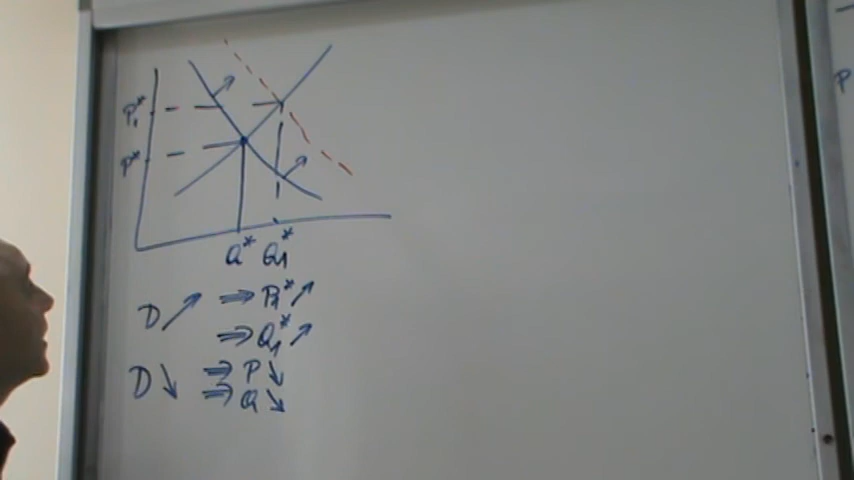 P₁*
P*
Q* Q₁*
D↗ ⇒ P₁*↗
⇒ Q₁*↗
D↘ ⇒ P↘
⇒ Q↘
P